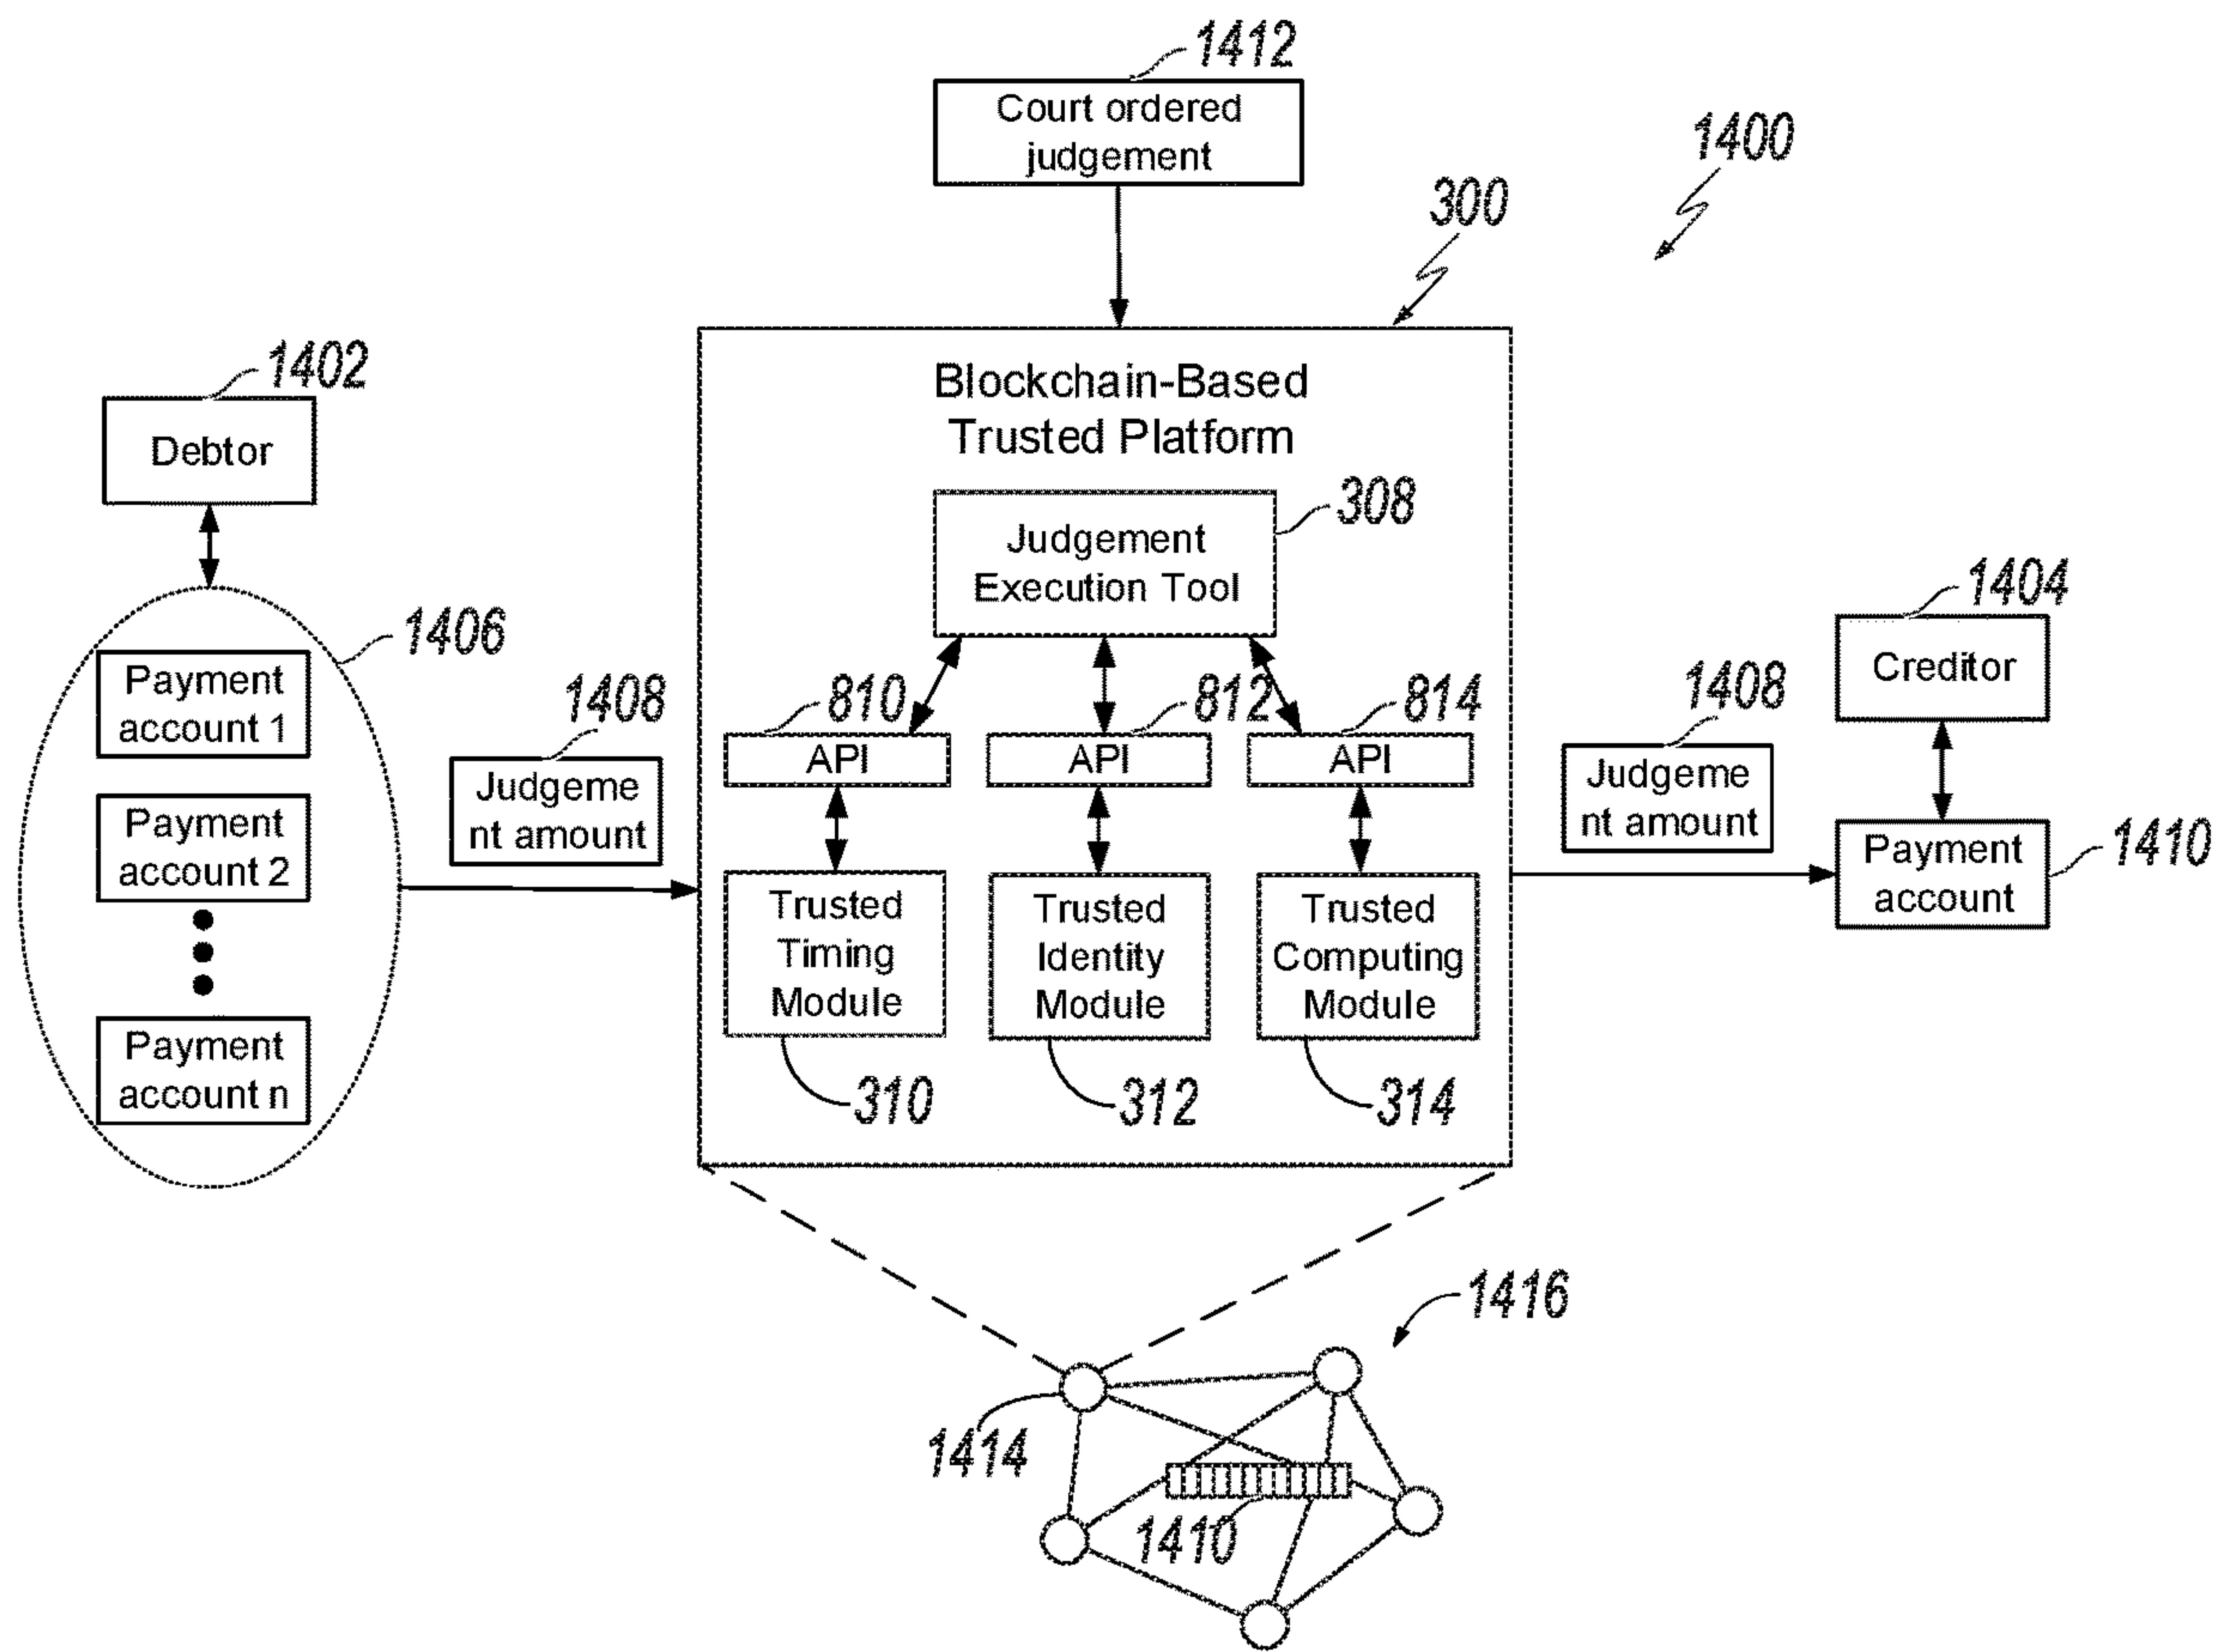 1412
Court ordered
judgement
1400
300
Blockchain-Based
Trusted Platform
1402
Debtor
308
Judgement
Execution Tool
1406
Payment
account 1
Payment
account 2
Payment
account n
1408
Judgeme
nt amount
810
API
812
API
814
API
Trusted
Timing
Module
310
Trusted
Identity
Module
312
Trusted
Computing
Module
314
1404
Creditor
1408
Judgeme
nt amount
Payment
account
1410
1416
1414
1410